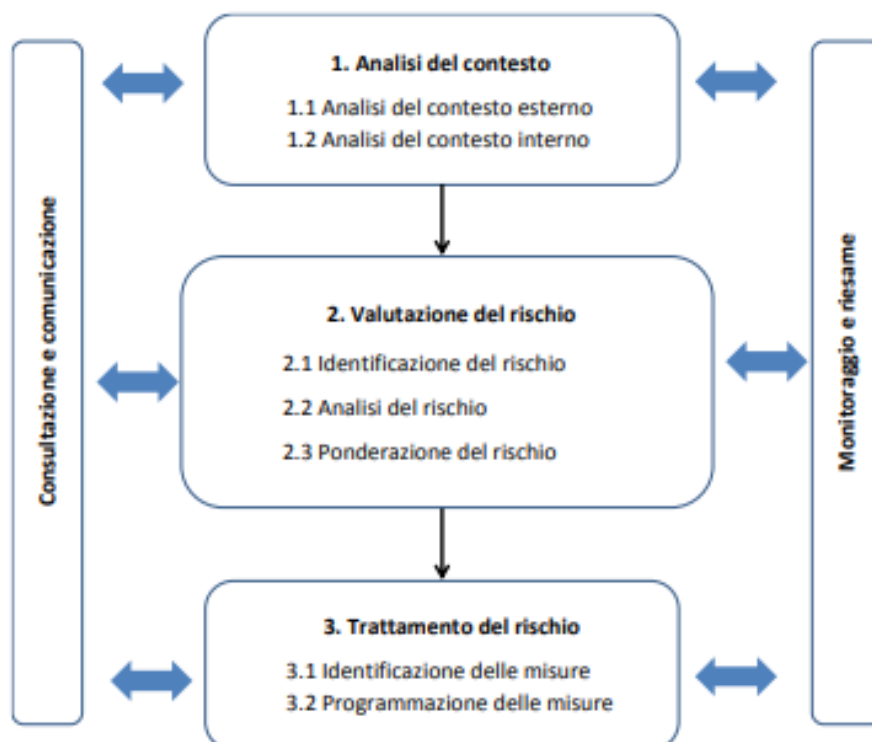 Consultazione e comunicazione
1. Analisi del contesto
1.1 Analisi del contesto esterno
1.2 Analisi del contesto interno
2. Valutazione del rischio
2.1 Identificazione del rischio
2.2 Analisi del rischio
2.3 Ponderazione del rischio
3. Trattamento del rischio
3.1 Identificazione delle misure
3.2 Programmazione delle misure
Monitoraggio e riesame